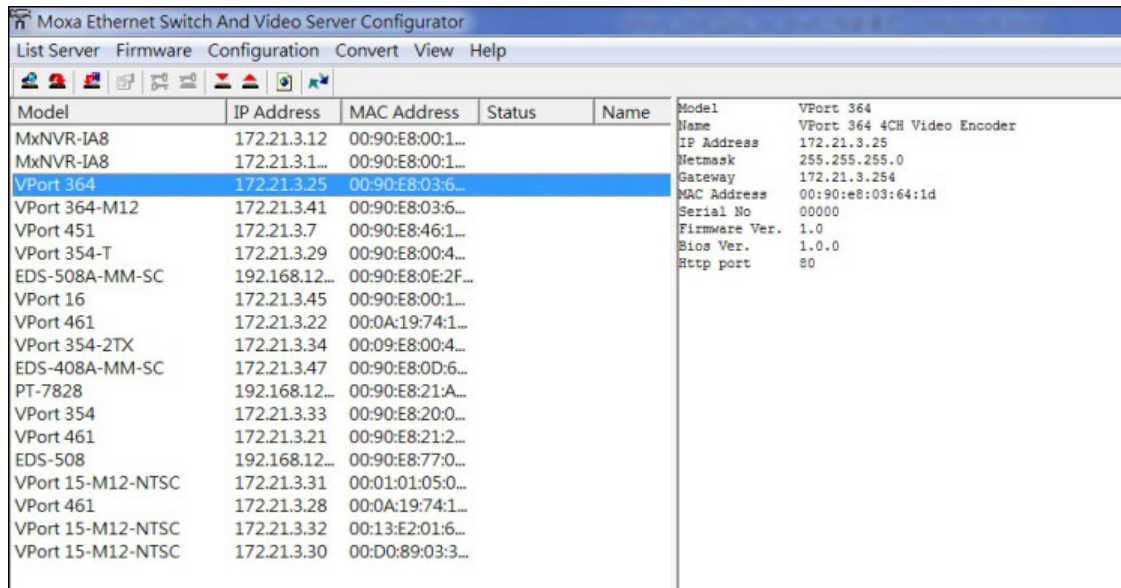 Moxa Ethernet Switch And Video Server Configurator
List Server Firmware Configuration Convert View Help
Model IP Address MAC Address Status Name
MxNVR-IA8 172.21.3.12 00:90:E8:00:1...
MxNVR-IA8 172.21.3.1... 00:90:E8:00:1...
VPort 364 172.21.3.25 00:90:E8:03:6...
VPort 364-M12 172.21.3.41 00:90:E8:03:6...
VPort 451 172.21.3.7 00:90:E8:46:1...
VPort 354-T 172.21.3.29 00:90:E8:00:4...
EDS-508A-MM-SC 192.168.12... 00:90:E8:0E:2F...
VPort 16 172.21.3.45 00:90:E8:00:1...
VPort 461 172.21.3.22 00:0A:19:74:1...
VPort 354-2TX 172.21.3.34 00:09:E8:00:4...
EDS-408A-MM-SC 172.21.3.47 00:90:E8:0D:6...
PT-7828 192.168.12... 00:90:E8:21:A...
VPort 354 172.21.3.33 00:90:E8:20:0...
VPort 461 172.21.3.21 00:90:E8:21:2...
EDS-508 192.168.12... 00:90:E8:77:0...
VPort 15-M12-NTSC 172.21.3.31 00:01:01:05:0...
VPort 461 172.21.3.28 00:0A:19:74:1...
VPort 15-M12-NTSC 172.21.3.32 00:13:E2:01:6...
VPort 15-M12-NTSC 172.21.3.30 00:D0:89:03:3...
Model VPort 364
Name VPort 364 4CH Video Encoder
IP Address 172.21.3.25
Netmask 255.255.255.0
Gateway 172.21.3.254
MAC Address 00:90:e8:03:64:1d
Serial No 00000
Firmware Ver. 1.0
Bios Ver. 1.0.0
Http port 80